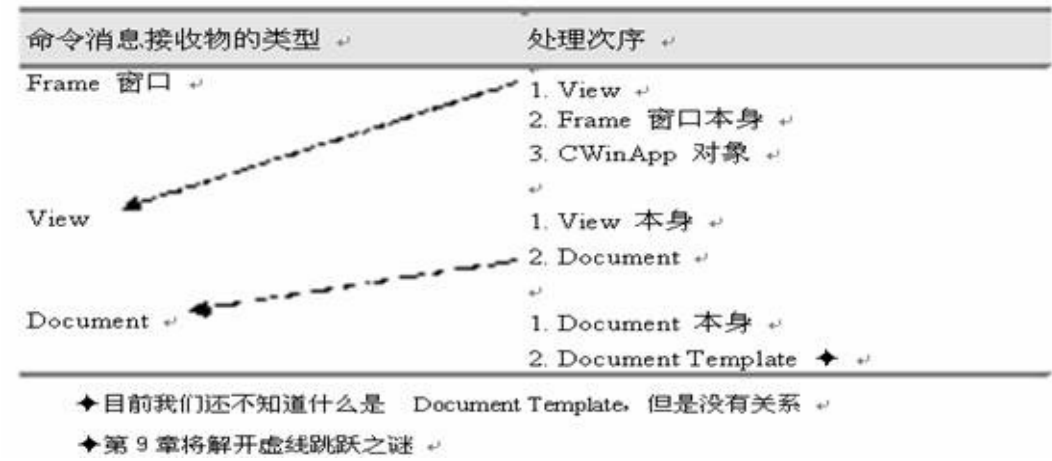 命令消息接收物的类型 处理次序
Frame 窗口 1. View
2. Frame 窗口本身
3. CWinApp 对象
View 1. View 本身
2. Document
Document 1. Document 本身
2. Document Template ✦
✦目前我们还不知道什么是 Document Template,但是没有关系
✦第 9 章将解开虚线跳跃之谜